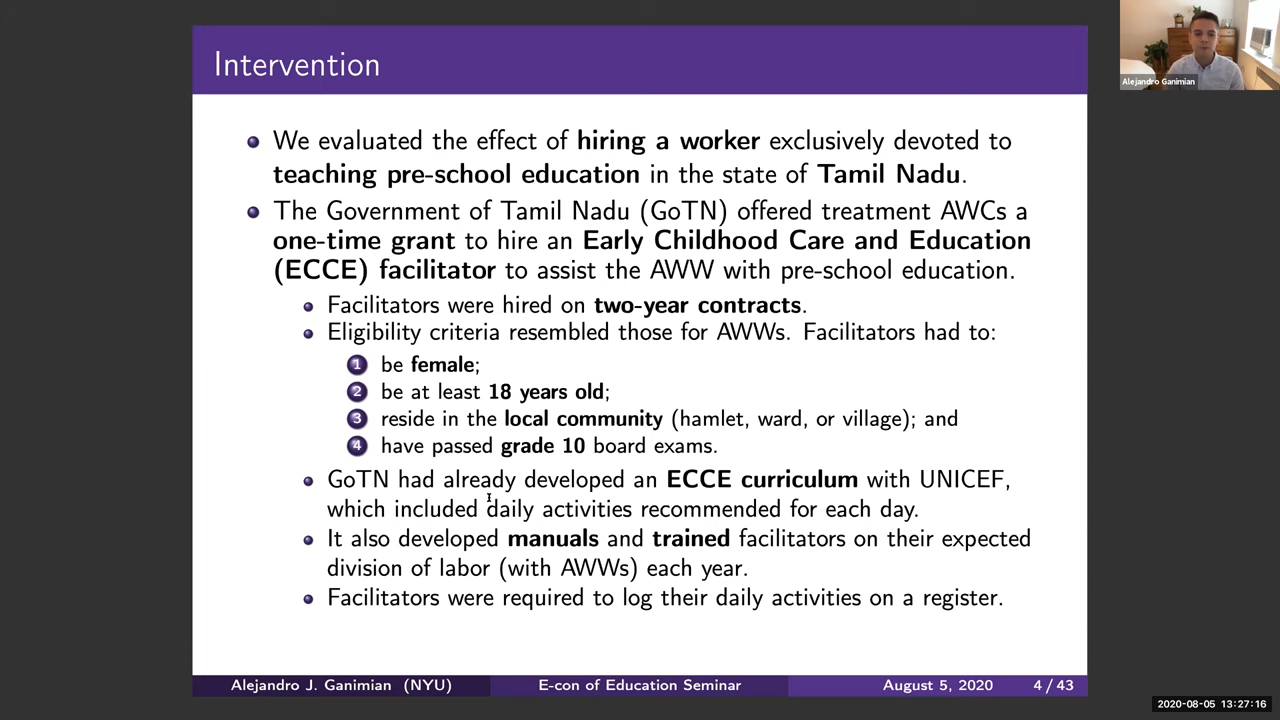 Intervention
We evaluated the effect of hiring a worker exclusively devoted to
teaching pre-school education in the state of Tamil Nadu.
The Government of Tamil Nadu (GoTN) offered treatment AWCs a
one-time grant to hire an Early Childhood Care and Education
(ECCE) facilitator to assist the AWW with pre-school education.
Facilitators were hired on two-year contracts.
Eligibility criteria resembled those for AWWs. Facilitators had to:
1 be female;
2 be at least 18 years old;
3 reside in the local community (hamlet, ward, or village); and
4 have passed grade 10 board exams.
GoTN had already developed an ECCE curriculum with UNICEF,
which included daily activities recommended for each day.
It also developed manuals and trained facilitators on their expected
division of labor (with AWWs) each year.
Facilitators were required to log their daily activities on a register.
Alejandro J. Ganimian (NYU) E-con of Education Seminar August 5, 2020 4 / 43
Alejandro Ganimian
2020-08-05 13:27:16